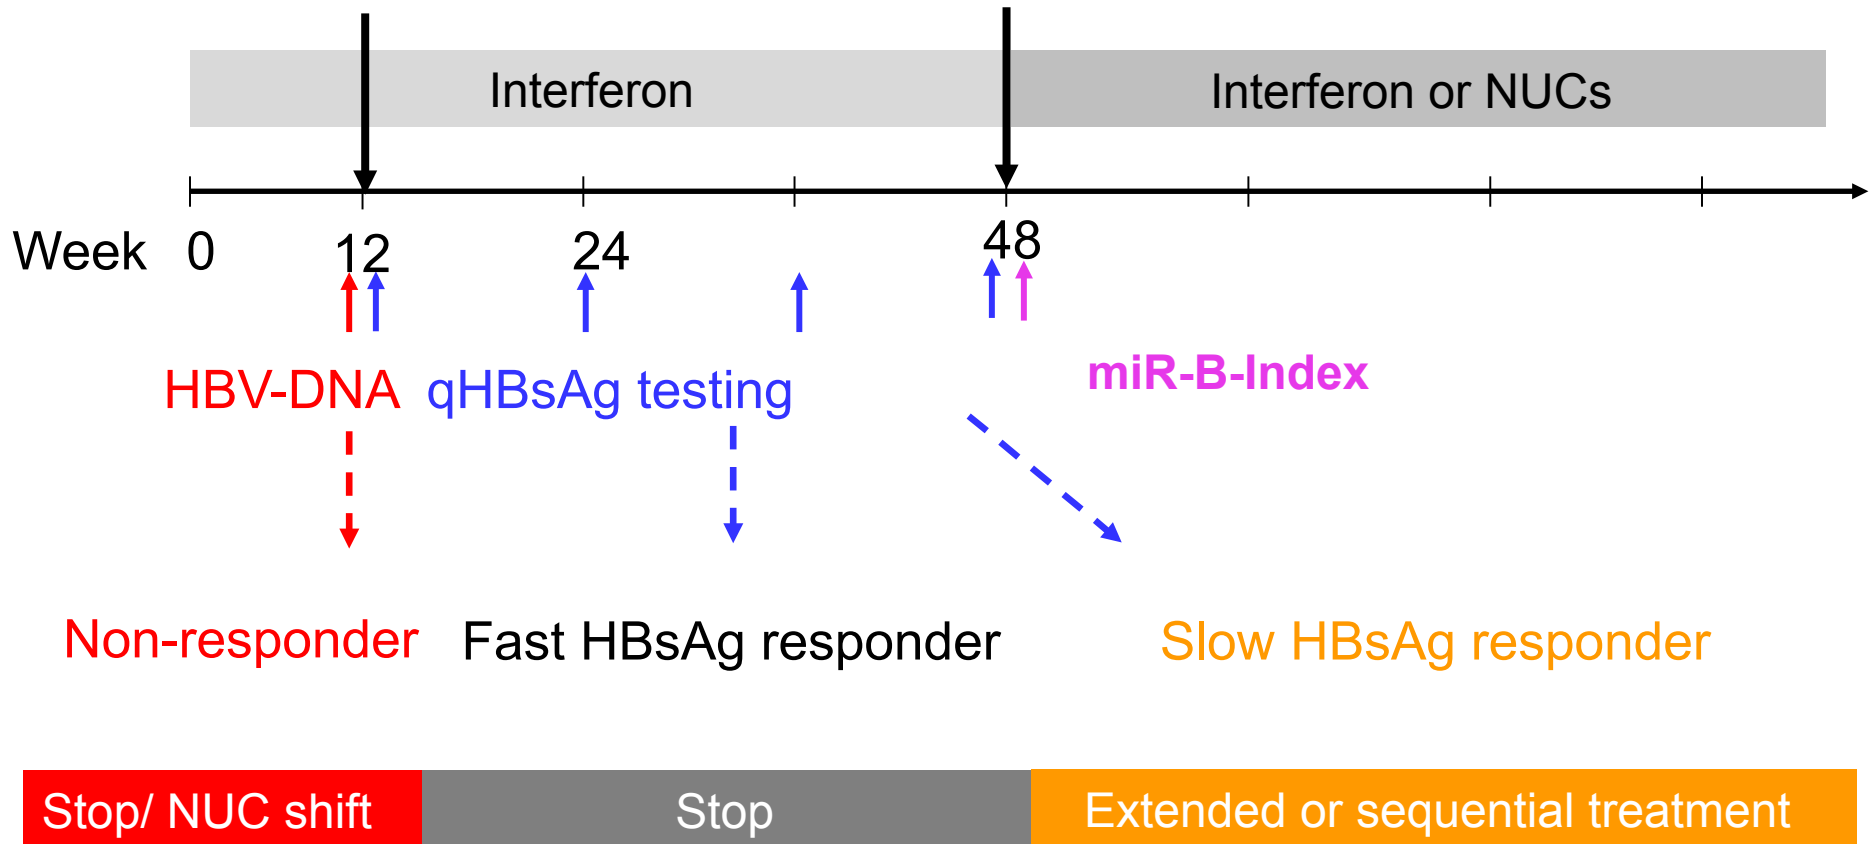 Interferon
Interferon or NUCs
Week 0 12 24 48
HBV-DNA qHBsAg testing
miR-B-Index
Non-responder
Fast HBsAg responder
Slow HBsAg responder
Stop/ NUC shift
Stop
Extended or sequential treatment